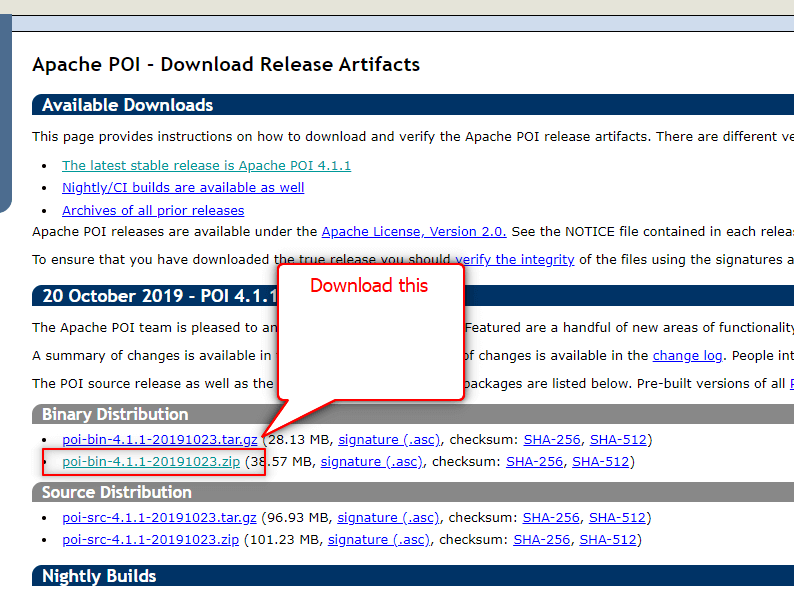 Apache POI - Download Release Artifacts
Available Downloads
This page provides instructions on how to download and verify the Apache POI release artifacts. There are different
The latest stable release is Apache POI 4.1.1
Nightly/CI builds are available as well
Archives of all prior releases
Apache POI releases are available under the Apache License, Version 2.0. See the NOTICE file contained in each
To ensure that you have downloaded the true release you should verify the integrity of the files using the signatures
Download this
20 October 2019 - POI 4.1.1
The Apache POI team is pleased to Featured are a handful of new areas of functionality
A summary of changes is available in of changes is available in the change log. People
The POI source release as well as the packages are listed below. Pre-built versions of all
Binary Distribution
poi-bin-4.1.1-20191023.tar.gz (28.13 MB, signature (.asc), checksum: SHA-256, SHA-512)
poi-bin-4.1.1-20191023.zip (38.57 MB, signature (.asc), checksum: SHA-256, SHA-512)
Source Distribution
poi-src-4.1.1-20191023.tar.gz (96.93 MB, signature (.asc), checksum: SHA-256, SHA-512)
poi-src-4.1.1-20191023.zip (101.23 MB, signature (.asc), checksum: SHA-256, SHA-512)
Nightly Builds